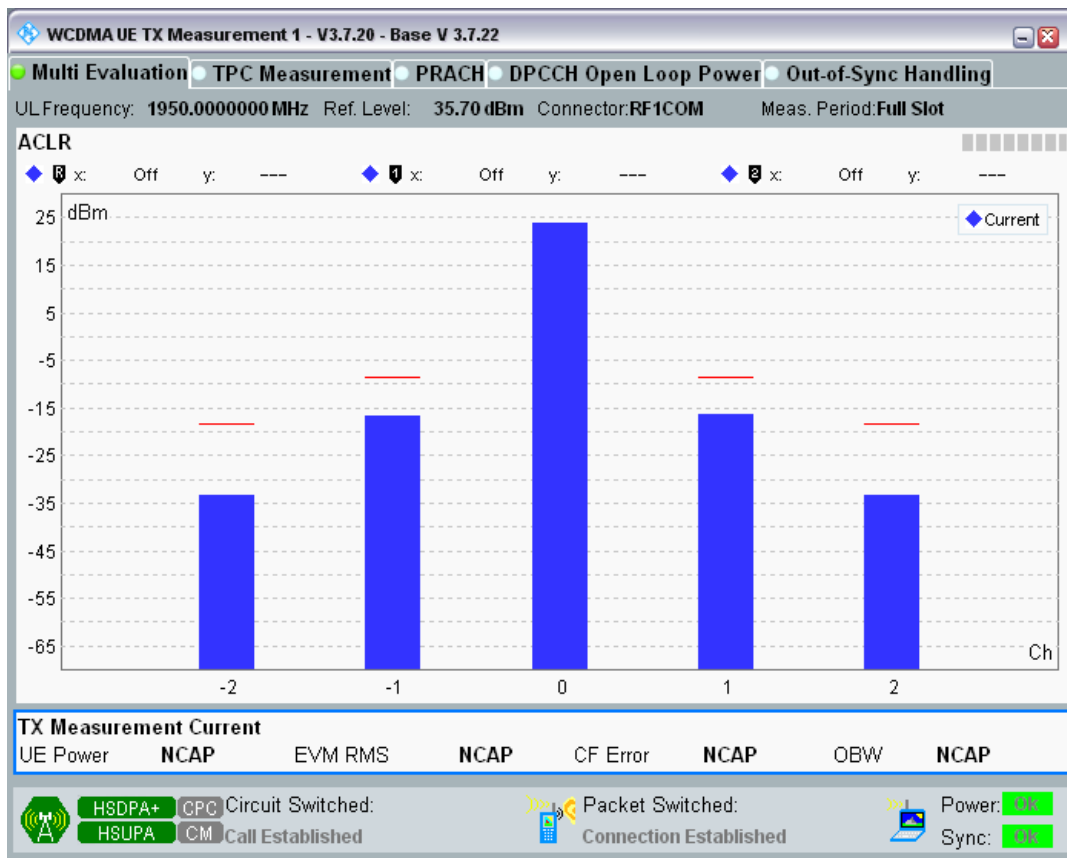 WCDMA UE TX Measurement 1 - V3.7.20 - Base V 3.7.22
Multi Evaluation TPC Measurement PRACH DPCCH Open Loop Power Out-of-Sync Handling
UL Frequency: 1950.0000000 MHz Ref. Level: 35.70 dBm Connector:RF1COM Meas. Period:Full Slot
ACLR
R x: Off y: --- 1 x: Off y: --- 2 x: Off y: ---
dBm
Current
25
15
5
-5
-15
-25
-35
-45
-55
-65
Ch
-2 -1 0 1 2
TX Measurement Current
UE Power NCAP EVM RMS NCAP CF Error NCAP OBW NCAP
HSDPA+ CPC Circuit Switched: Packet Switched: Power: Ok
HSUPA CM Call Established Connection Established Sync: Ok